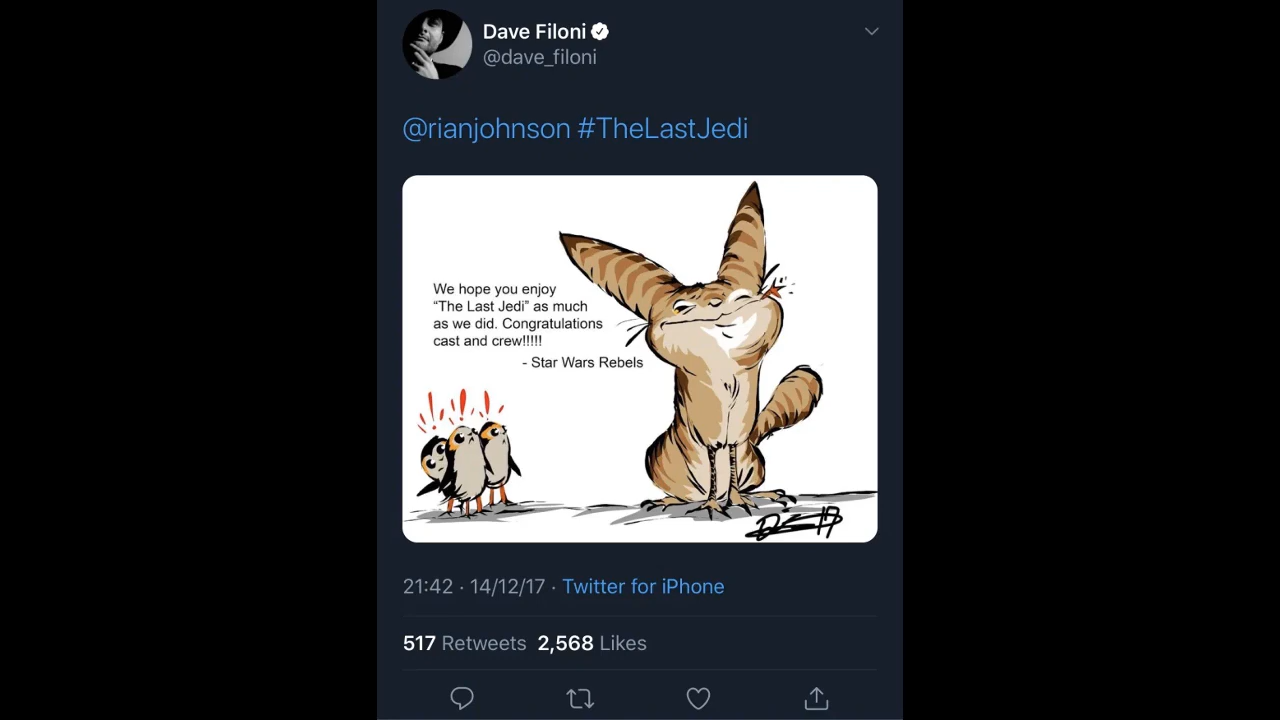 Dave Filoni
@dave_filoni
@rianjohnson #TheLastJedi
We hope you enjoy
“The Last Jedi” as much
as we did. Congratulations
cast and crew!!!!!
- Star Wars Rebels
21:42 · 14/12/17 · Twitter for iPhone
517 Retweets 2,568 Likes